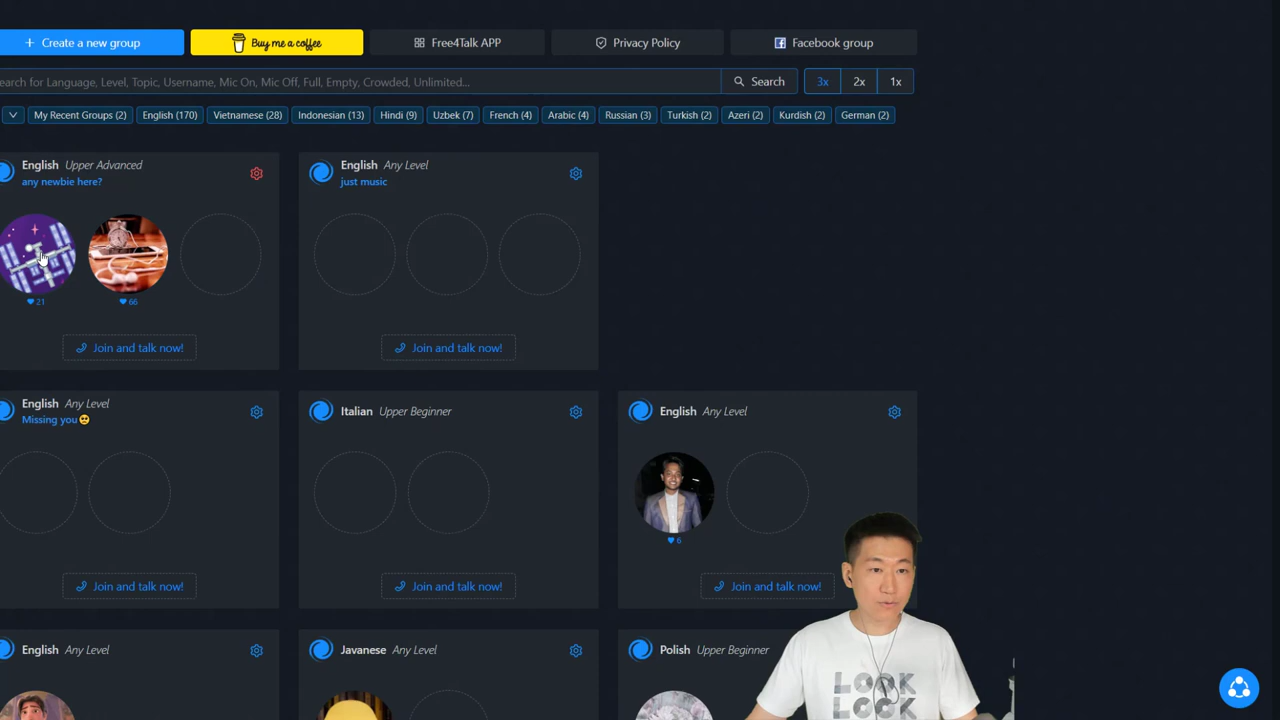 Create a new group
Buy me a coffee
Free4Talk APP
Privacy Policy
Facebook group
earch for Language, Level, Topic, Username, Mic On, Mic Off, Full, Empty, Crowded, Unlimited...
Search
3x
2x
1x
My Recent Groups (2)
English (170)
Vietnamese (28)
Indonesian (13)
Hindi (9)
Uzbek (7)
French (4)
Arabic (4)
Russian (3)
Turkish (2)
Azeri (2)
Kurdish (2)
German (2)
English Upper Advanced
any newbie here?
21
66
Join and talk now!
English Any Level
just music
Join and talk now!
English Any Level
Missing you🥺
Join and talk now!
Italian Upper Beginner
Join and talk now!
English Any Level
6
Join and talk now!
English Any Level
Javanese Any Level
Polish Upper Beginner
LOOK
LOOK